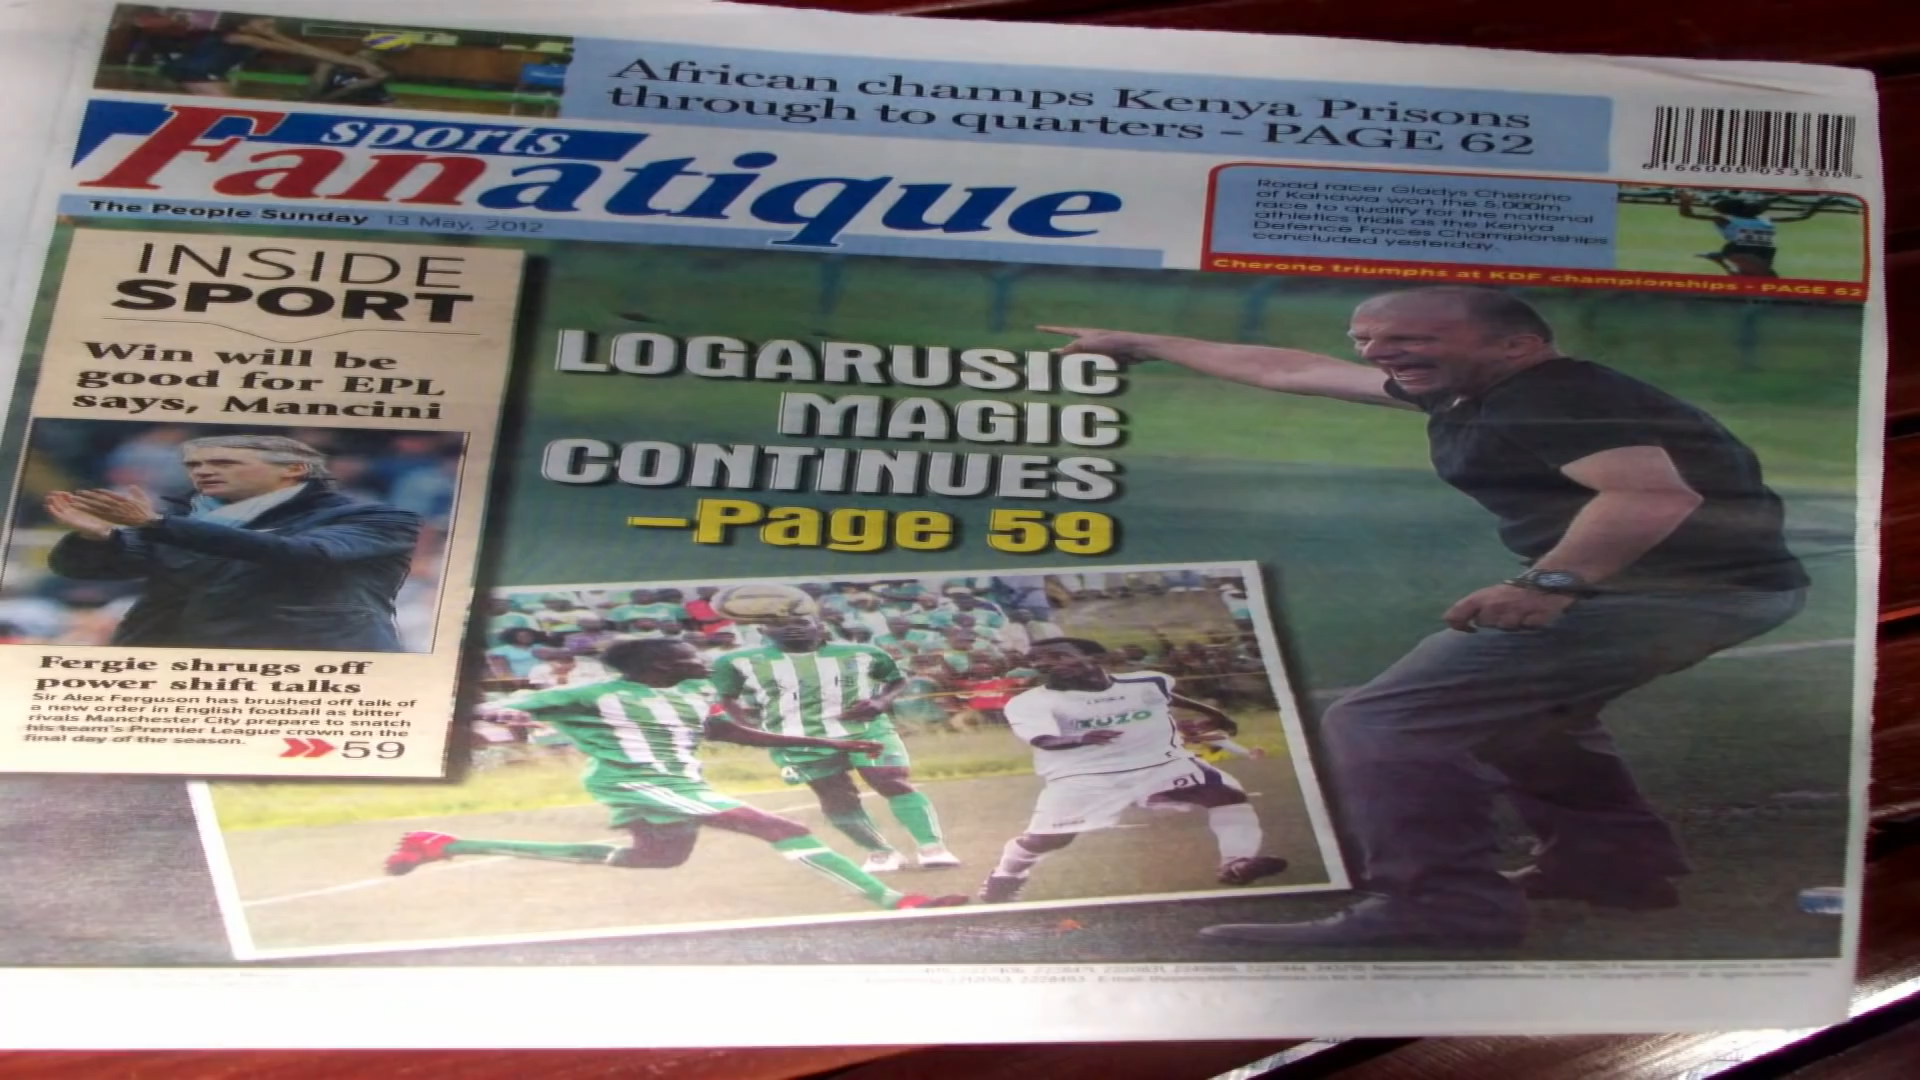 African champs Kenya Prisons
through to quarters - PAGE 62
sports
Fanatique
The People Sunday 13 May, 2012
Road racer Gladys Cherono
of Kahawa won the 5,000m
race to qualify for the national
athletics trials as the Kenya
Defence Forces Championships
concluded yesterday.
Cherono triumphs at KDF championships - PAGE 62
INSIDE
SPORT
Win will be
good for EPL
says, Mancini
Fergie shrugs off
power shift talks
Sir Alex Ferguson has brushed off talk of
a new order in English football as bitter
rivals Manchester City prepare to snatch
his team's Premier League crown on the
final day of the season.
59
LOGARUSIC
MAGIC
CONTINUES
-Page 59
TUZO
21